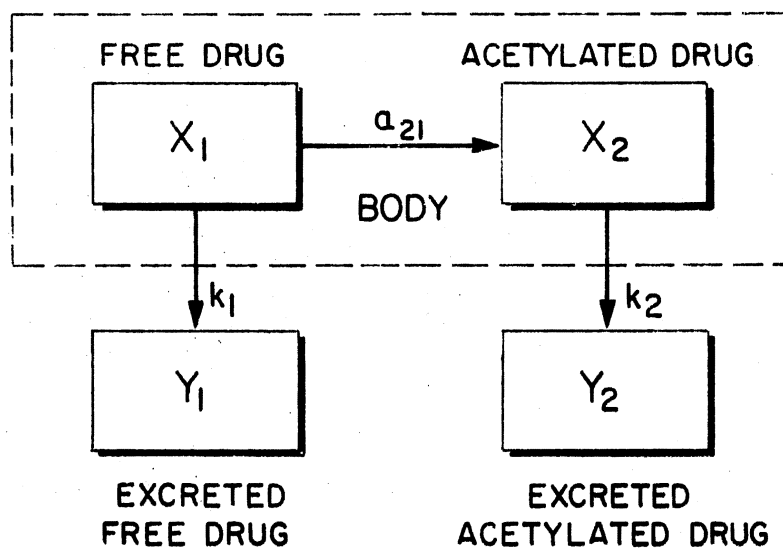 FREE DRUG
ACETYLATED DRUG
X1
a21
X2
BODY
k1
k2
Y1
Y2
EXCRETED
FREE DRUG
EXCRETED
ACETYLATED DRUG